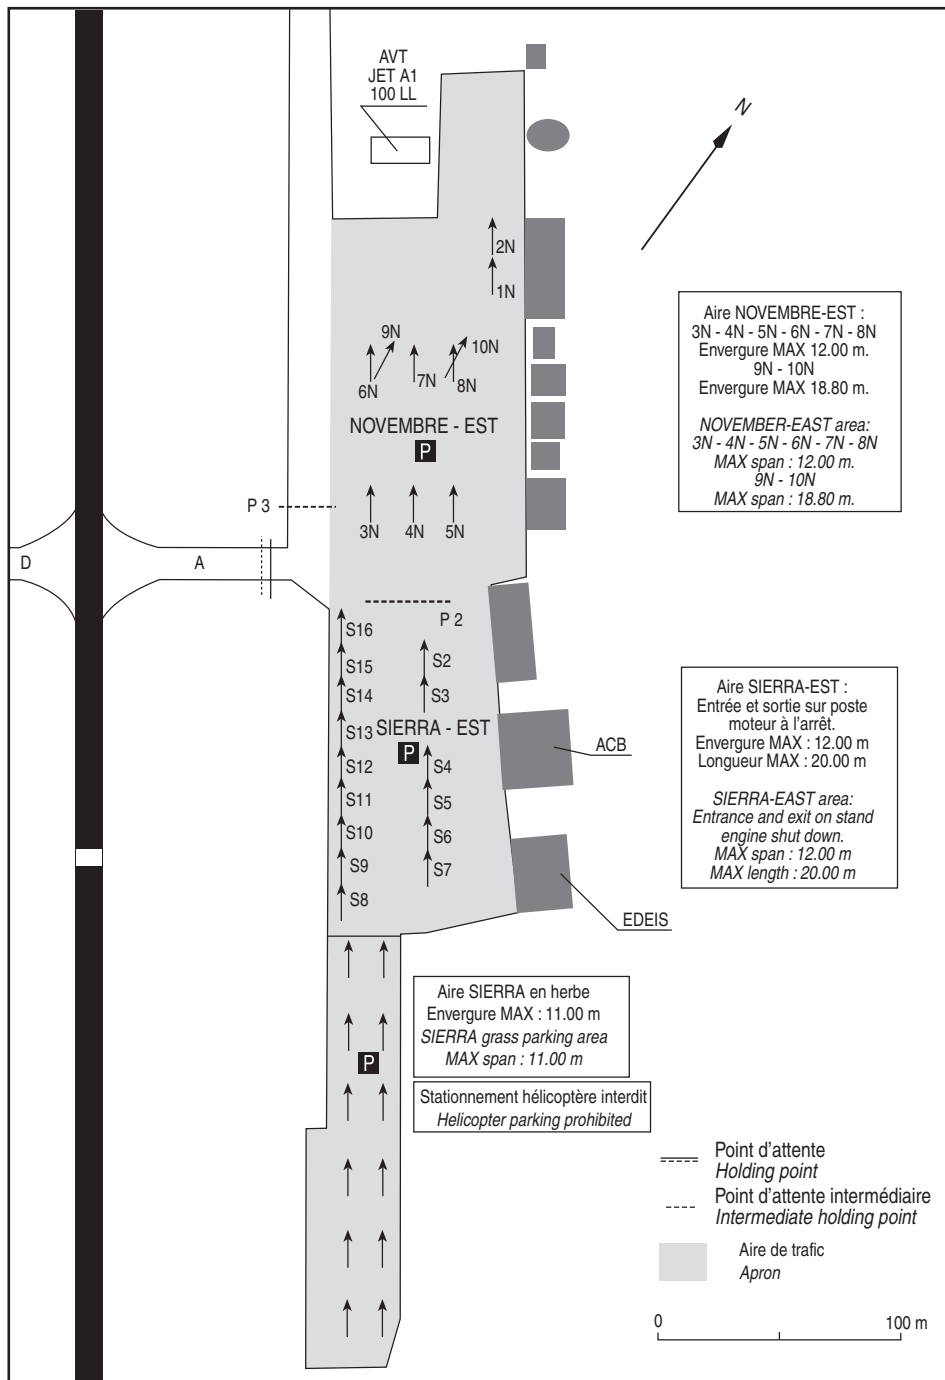 AVT
JET A1
100 LL
N
2N
1N
9N
10N
6N
7N
8N
NOVEMBRE - EST
P
P 3
3N
4N
5N
D
A
P 2
S16
S15
S14
S13
S12
S11
S10
S9
S8
S2
S3
SIERRA - EST
P
S4
S5
S6
S7
ACB
EDEIS
Aire NOVEMBRE-EST :
3N - 4N - 5N - 6N - 7N - 8N
Envergure MAX 12.00 m.
9N - 10N
Envergure MAX 18.80 m.
NOVEMBER-EAST area:
3N - 4N - 5N - 6N - 7N - 8N
MAX span : 12.00 m.
9N - 10N
MAX span : 18.80 m.
Aire SIERRA-EST :
Entrée et sortie sur poste
moteur à l'arrêt.
Envergure MAX : 12.00 m
Longueur MAX : 20.00 m
SIERRA-EAST area:
Entrance and exit on stand
engine shut down.
MAX span : 12.00 m
MAX length : 20.00 m
Aire SIERRA en herbe
Envergure MAX : 11.00 m
SIERRA grass parking area
MAX span : 11.00 m
P
Stationnement hélicoptère interdit
Helicopter parking prohibited
Point d'attente
Holding point
Point d'attente intermédiaire
Intermediate holding point
Aire de trafic
Apron
0
100 m